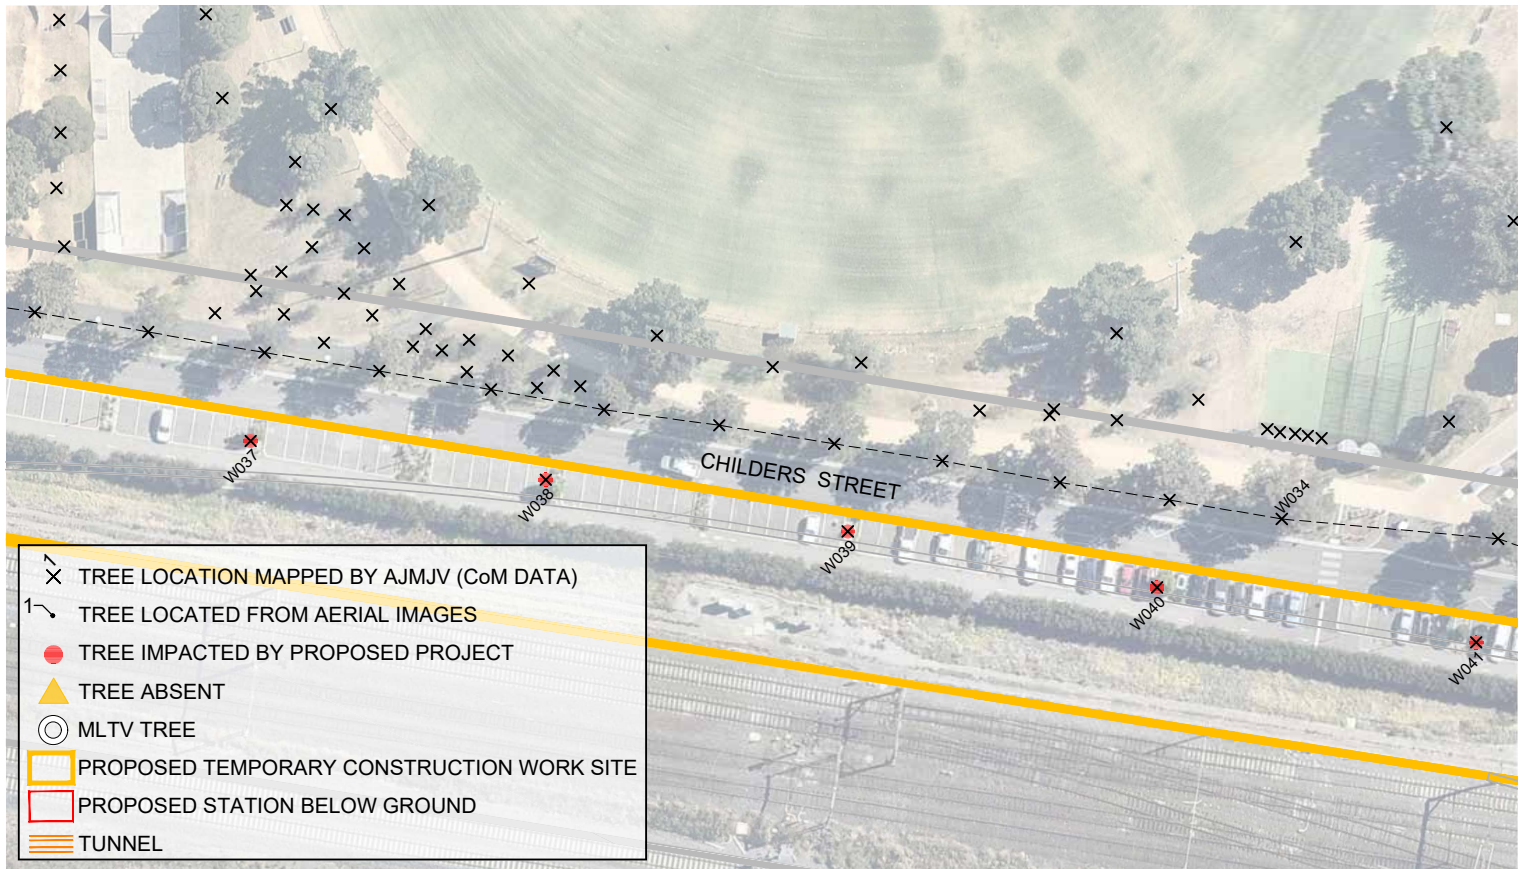 CHILDERS STREET
W034
W037
W038
W039
W040
W041
1
TREE LOCATION MAPPED BY AJMJV (CoM DATA)
1
TREE LOCATED FROM AERIAL IMAGES
TREE IMPACTED BY PROPOSED PROJECT
TREE ABSENT
MLTV TREE
PROPOSED TEMPORARY CONSTRUCTION WORK SITE
PROPOSED STATION BELOW GROUND
TUNNEL